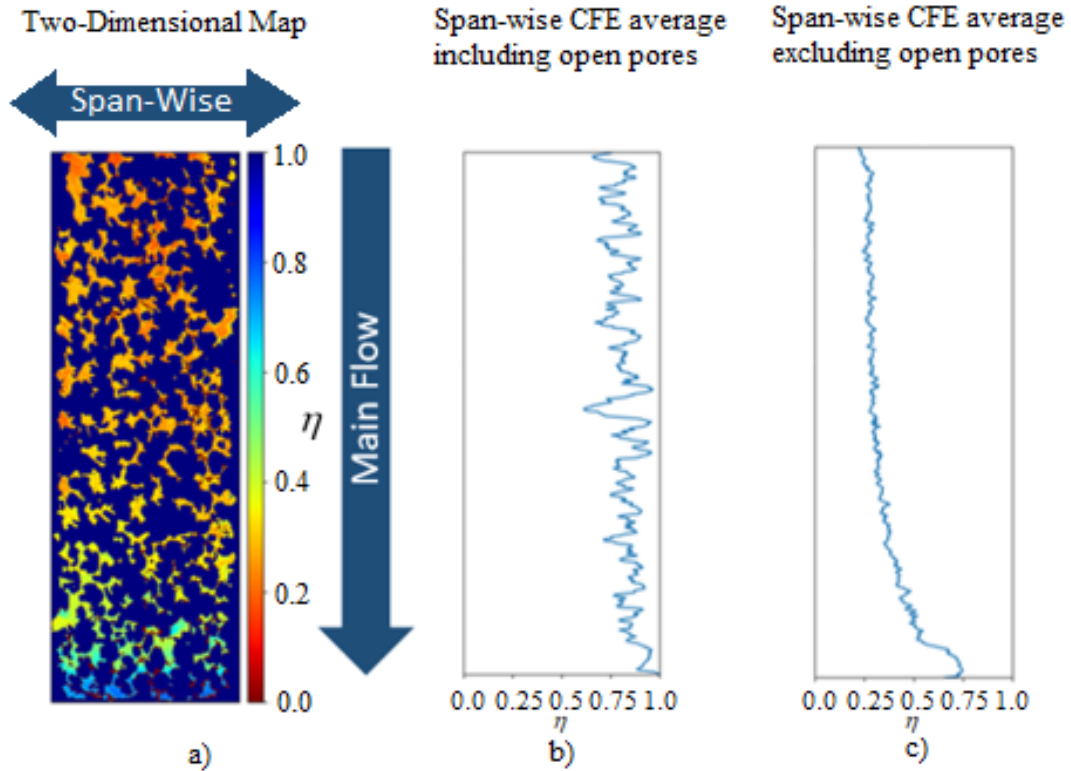 Two-Dimensional Map
Span-wise CFE average
including open pores
Span-wise CFE average
excluding open pores
Span-Wise
1.0
0.8
0.6
0.4
0.2
0.0
η
Main Flow
0.0 0.25 0.5 0.75 1.0
η
0.0 0.25 0.5 0.75 1.0
η
a)
b)
c)